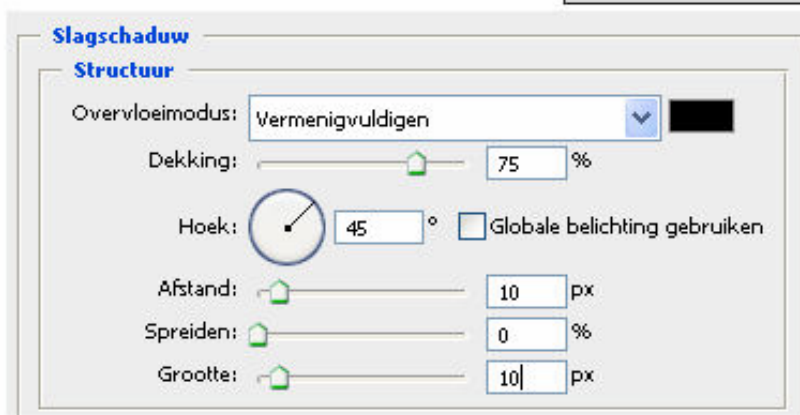 Slagschaduw
Structuur
Overvloeimodus: Vermenigvuldigen
Dekking: 75 %
Hoek: 45 ° Globale belichting gebruiken
Afstand: 10 px
Spreiden: 0 %
Grootte: 10 px